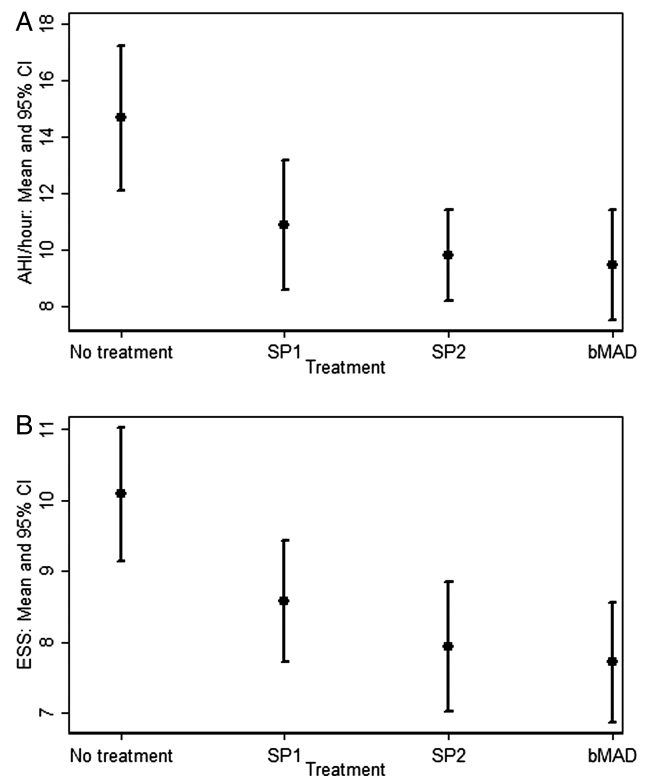 A
AHI/hour: Mean and 95% CI
18
16
14
12
10
8
No treatment SP1 SP2 bMAD
Treatment
B
ESS: Mean and 95% CI
11
10
9
8
7
No treatment SP1 SP2 bMAD
Treatment